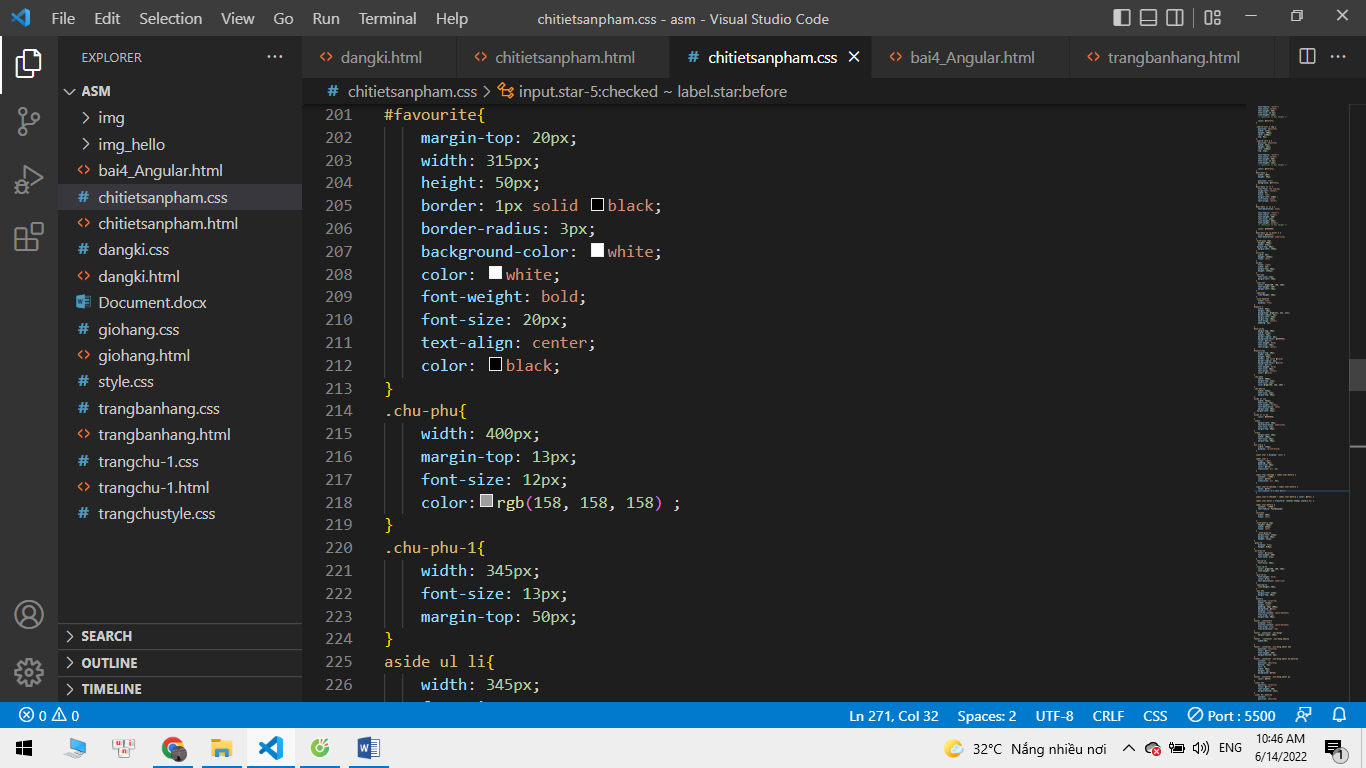 File Edit Selection View Go Run Terminal Help chitietsanpham.css - asm - Visual Studio Code
EXPLORER
dangki.html chitietsanpham.html chitietsanpham.css bai4_Angular.html trangbanhang.html
chitietsanpham.css > input.star-5:checked ~ label.star:before
ASM
img
img_hello
bai4_Angular.html
chitietsanpham.css
chitietsanpham.html
dangki.css
dangki.html
Document.docx
giohang.css
giohang.html
style.css
trangbanhang.css
trangbanhang.html
trangchu-1.css
trangchu-1.html
trangchustyle.css
SEARCH
OUTLINE
TIMELINE
201 #favourite{
202 margin-top: 20px;
203 width: 315px;
204 height: 50px;
205 border: 1px solid black;
206 border-radius: 3px;
207 background-color: white;
208 color: white;
209 font-weight: bold;
210 font-size: 20px;
211 text-align: center;
212 color: black;
213 }
214 .chu-phu{
215 width: 400px;
216 margin-top: 13px;
217 font-size: 12px;
218 color: rgb(158, 158, 158) ;
219 }
220 .chu-phu-1{
221 width: 345px;
222 font-size: 13px;
223 margin-top: 50px;
224 }
225 aside ul li{
226 width: 345px;
0 0 Ln 271, Col 32 Spaces: 2 UTF-8 CRLF CSS Port : 5500
32°C Nắng nhiều nơi ENG 10:46 AM
6/14/2022
1